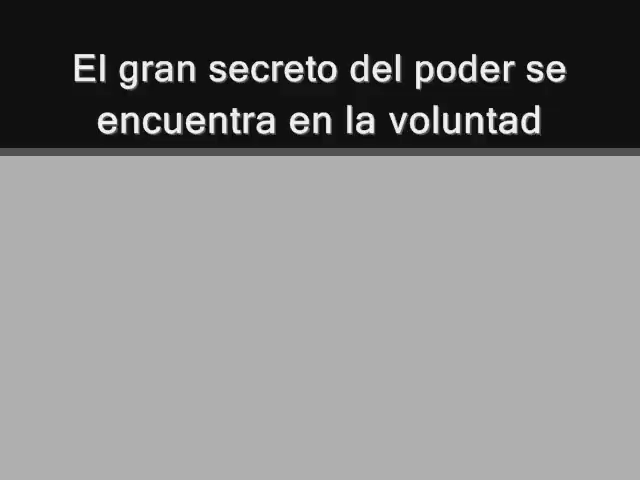 El gran secreto del poder se
encuentra en la voluntad